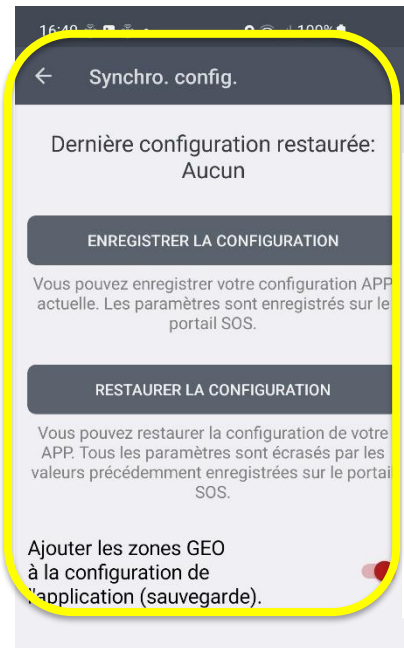 16:49 100%
Synchro. config.
Dernière configuration restaurée:
Aucun
ENREGISTRER LA CONFIGURATION
Vous pouvez enregistrer votre configuration APP
actuelle. Les paramètres sont enregistrés sur le
portail SOS.
RESTAURER LA CONFIGURATION
Vous pouvez restaurer la configuration de votre
APP. Tous les paramètres sont écrasés par les
valeurs précédemment enregistrées sur le portail
SOS.
Ajouter les zones GEO
à la configuration de
l'application (sauvegarde).